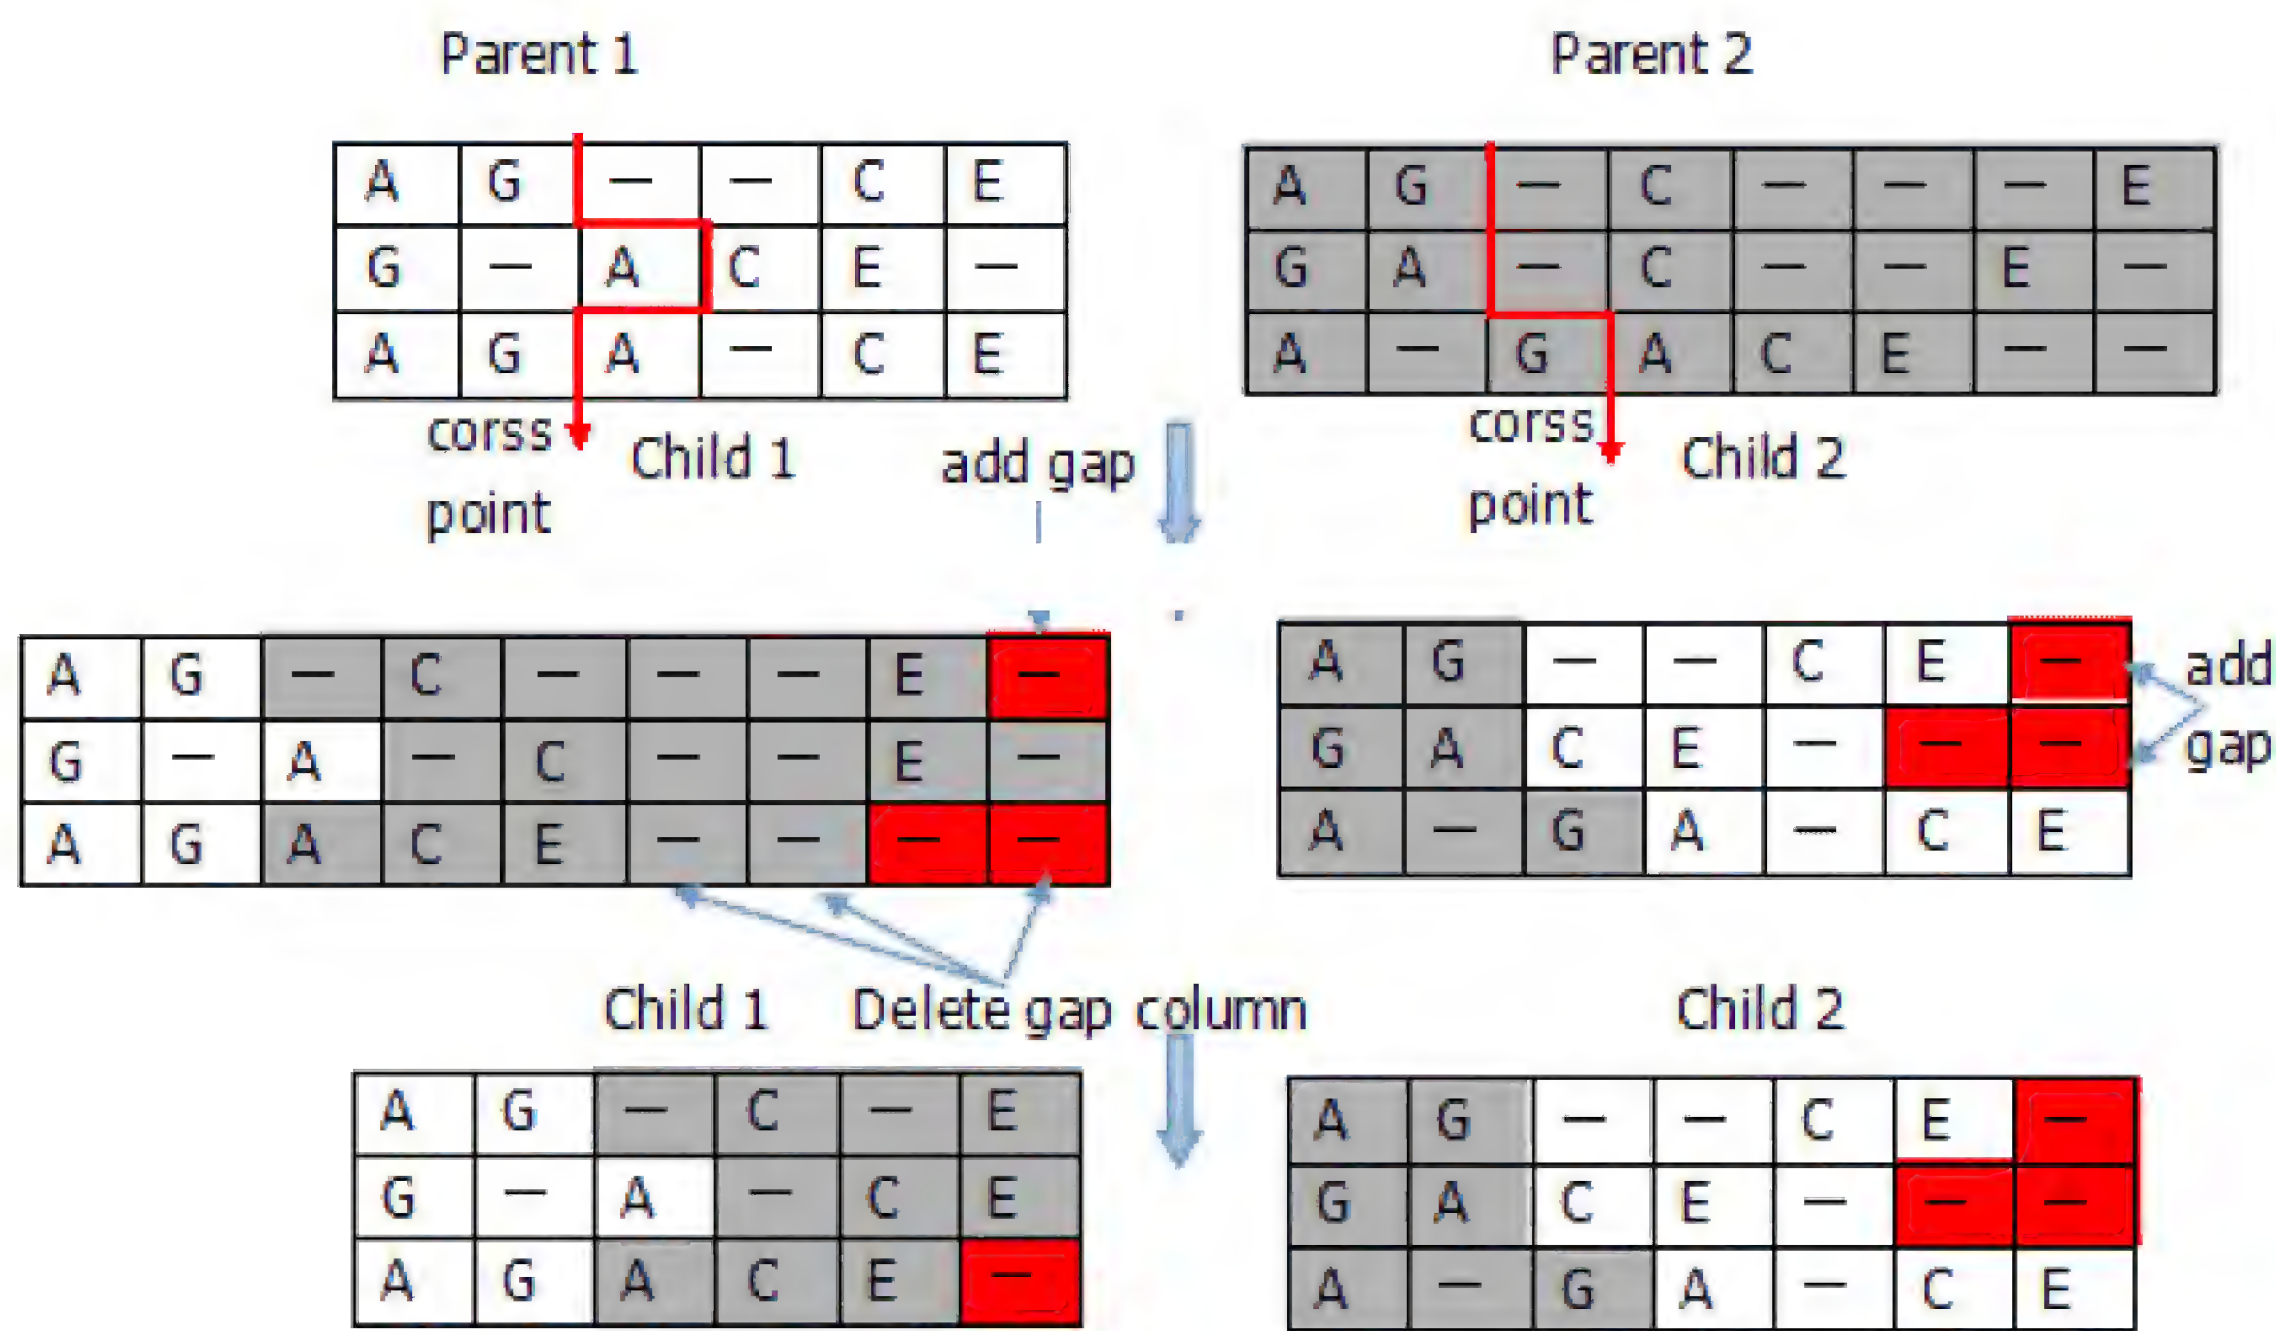 Parent 1 Parent 2
A G — — C E
G — A C E —
A G A — C E
A G — C — — — E
G A — C — — E —
A — G A C E — —
corss
point
Child 1
add gap
corss
point
Child 2
A G — C — — — E —
G — A — C — — E —
A G A C E — — — —
A G — — C E —
G A C E — — —
A — G A — C E
add
gap
Child 1 Delete gap column Child 2
A G — C — E
G — A — C E
A G A C E —
A G — — C E —
G A C E — — —
A — G A — C E